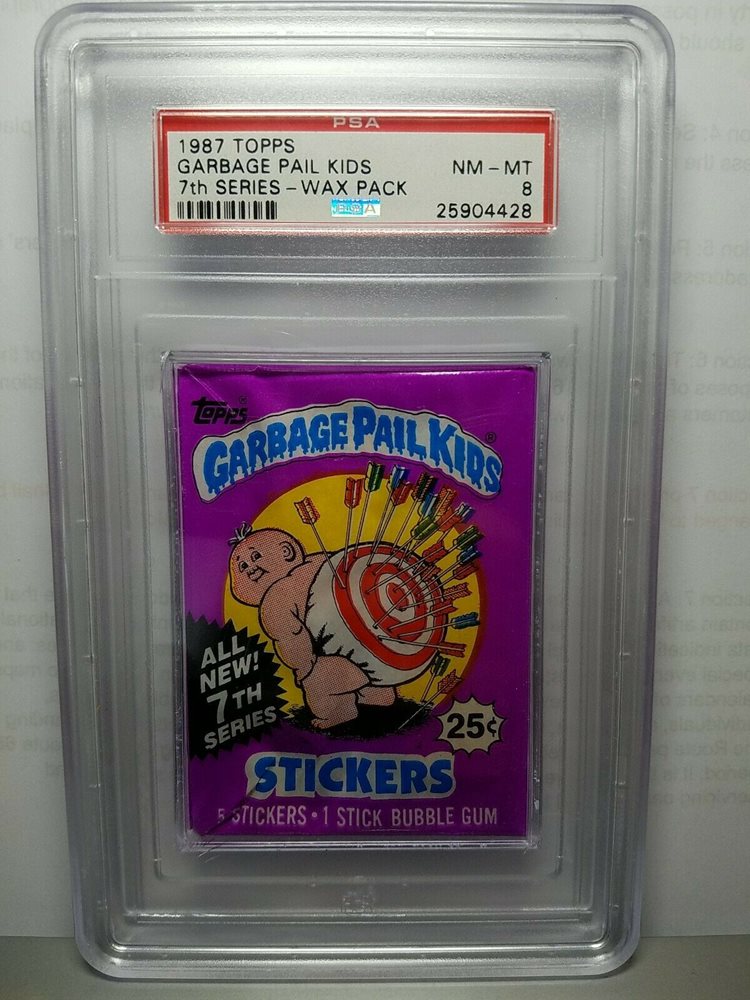 PSA
1987 TOPPS
GARBAGE PAIL KIDS NM-MT
7th SERIES-WAX PACK 8
25904428
topps®
GARBAGE PAIL KIDS®
ALL
NEW!
7TH
SERIES
25¢
STICKERS
5 STICKERS • 1 STICK BUBBLE GUM